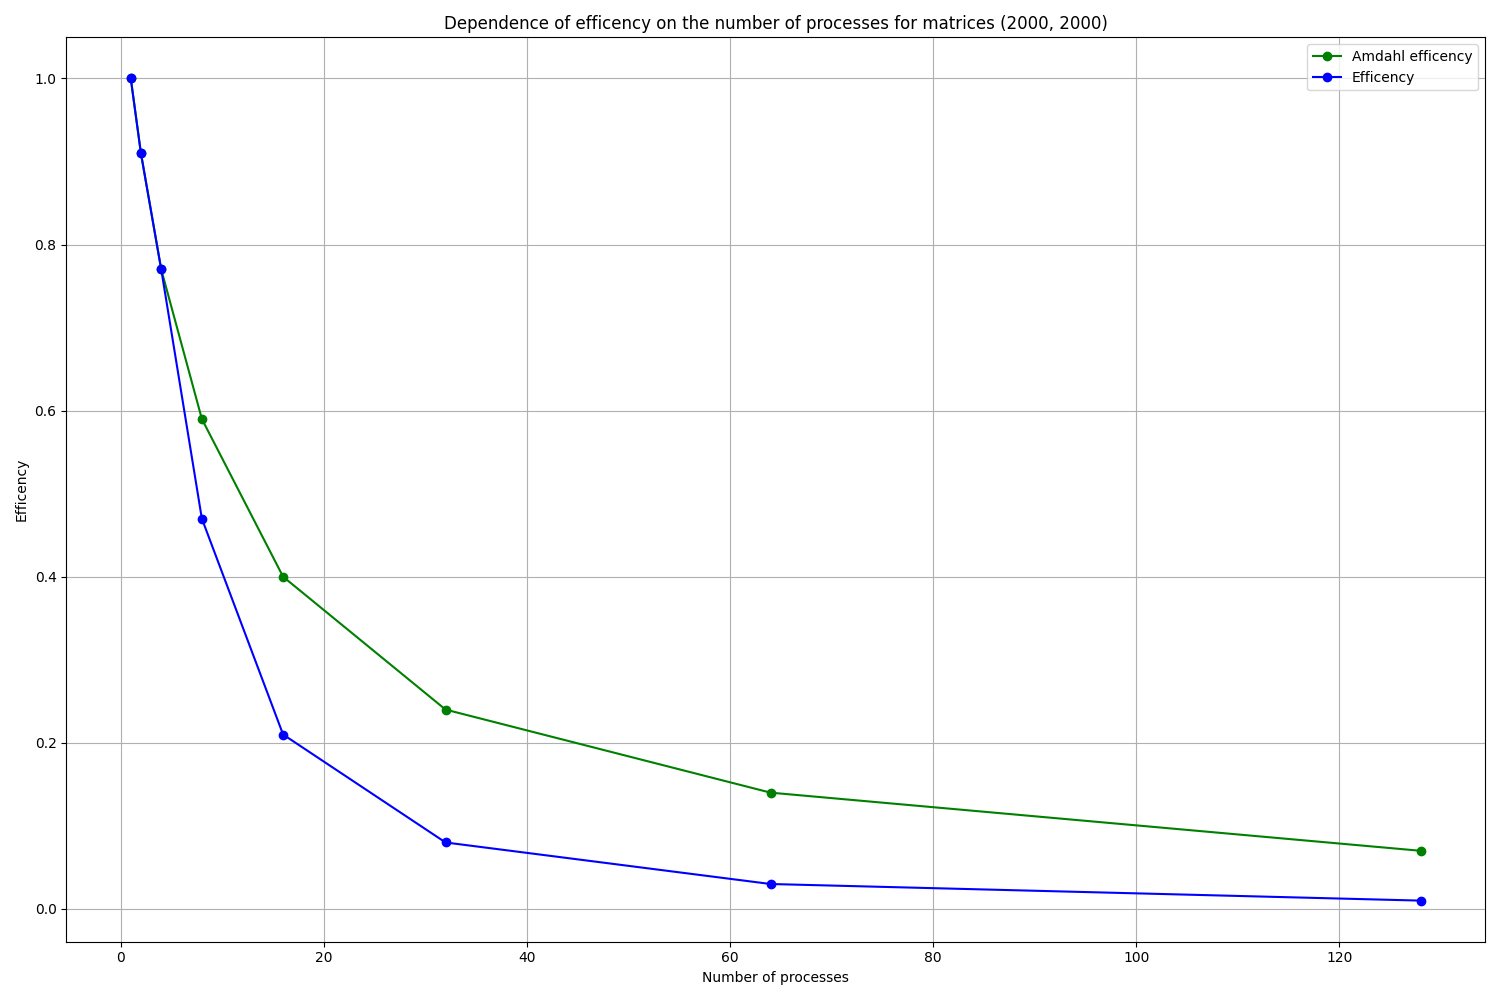 Dependence of efficency on the number of processes for matrices (2000, 2000)
Amdahl efficency
Efficency
1.0
0.8
0.6
0.4
0.2
0.0
Efficency
0 20 40 60 80 100 120
Number of processes